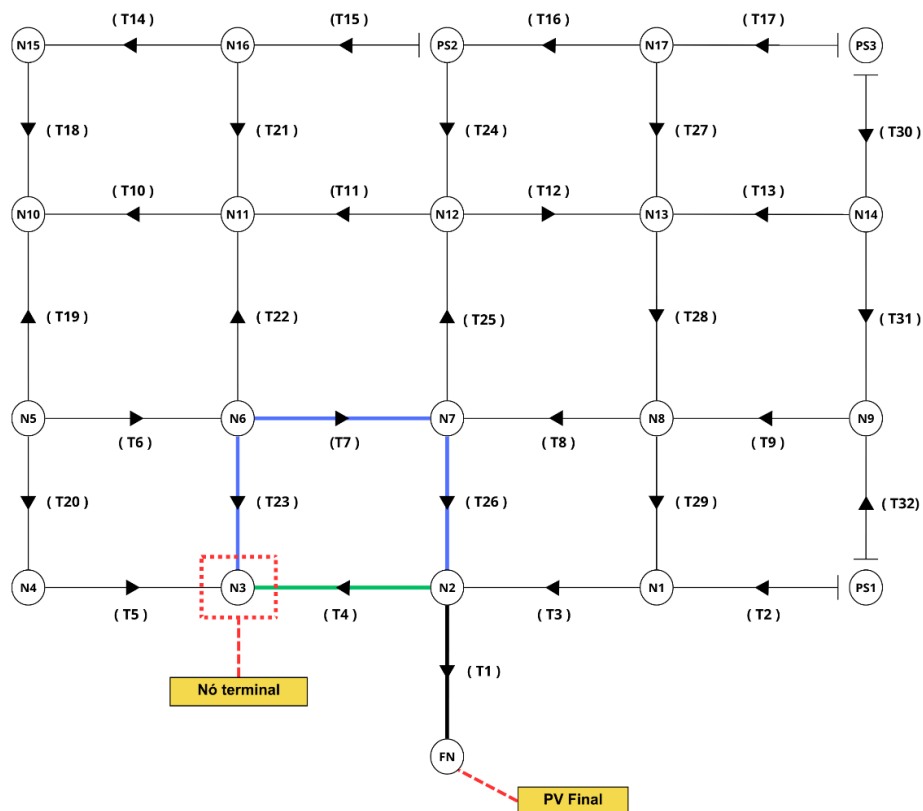 ( T14 ) ( T15 ) ( T16 ) ( T17 )
N15 N16 PS2 N17 PS3
( T18 ) ( T21 ) ( T24 ) ( T27 ) ( T30 )
( T10 ) (T11 ) ( T12 ) ( T13 )
N10 N11 N12 N13 N14
( T19 ) ( T22 ) ( T25 ) ( T28 ) ( T31 )
N5 N6 N7 N8 N9
( T6 ) (T7 ) ( T8 ) ( T9 )
( T20 ) ( T23 ) ( T26 ) ( T29 ) ( T32)
N4 N3 N2 N1 PS1
( T5 ) ( T4 ) ( T3 ) ( T2 )
( T1 )
Nó terminal
FN
PV Final